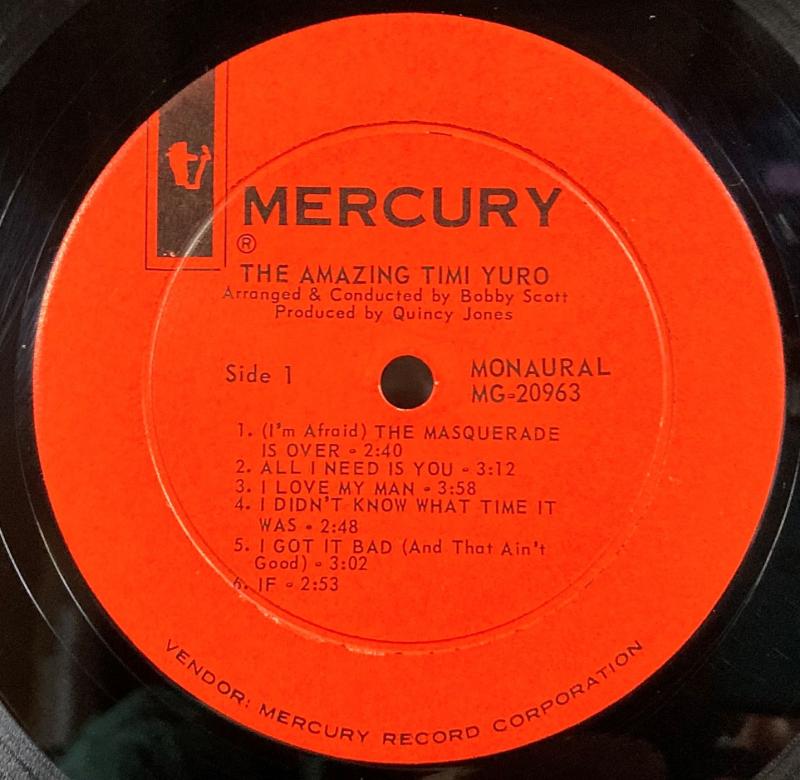 MERCURY
®
THE AMAZING TIMI YURO
Arranged & Conducted by Bobby Scott
Produced by Quincy Jones
Side 1
MONAURAL
MG-20963
1. (I'm Afraid) THE MASQUERADE
IS OVER - 2:40
2. ALL I NEED IS YOU - 3:12
3. I LOVE MY MAN - 3:58
4. I DIDN'T KNOW WHAT TIME IT
WAS - 2:48
5. I GOT IT BAD (And That Ain't
Good) - 3:02
6. IF - 2:53
VENDOR: MERCURY RECORD CORPORATION